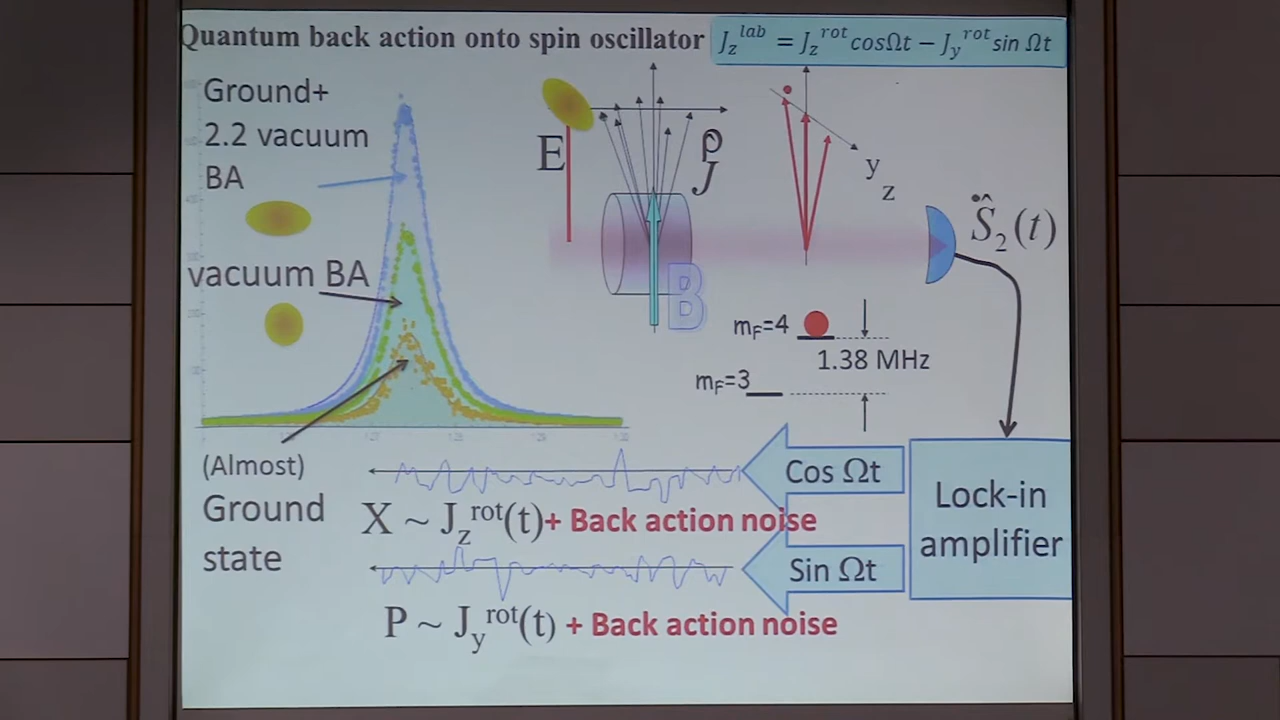 Quantum back action onto spin oscillator
J_z^lab = J_z^rot cosΩt − J_y^rot sin Ωt
Ground+
2.2 vacuum
BA
vacuum BA
(Almost)
Ground
state
E
ρ
J
B
y
z
Ŝ₂(t)
m_F=4
1.38 MHz
m_F=3
Cos Ωt
X ~ J_z^rot(t)+ Back action noise
Sin Ωt
P ~ J_y^rot(t) + Back action noise
Lock-in
amplifier